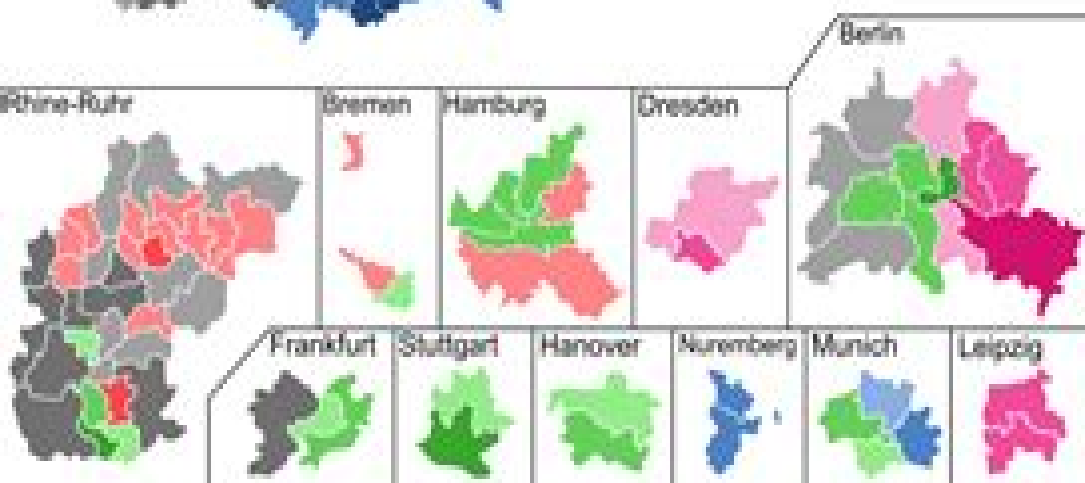 Berlin
Rhine-Ruhr
Bremen
Hamburg
Dresden
Frankfurt
Stuttgart
Hanover
Nuremberg
Munich
Leipzig